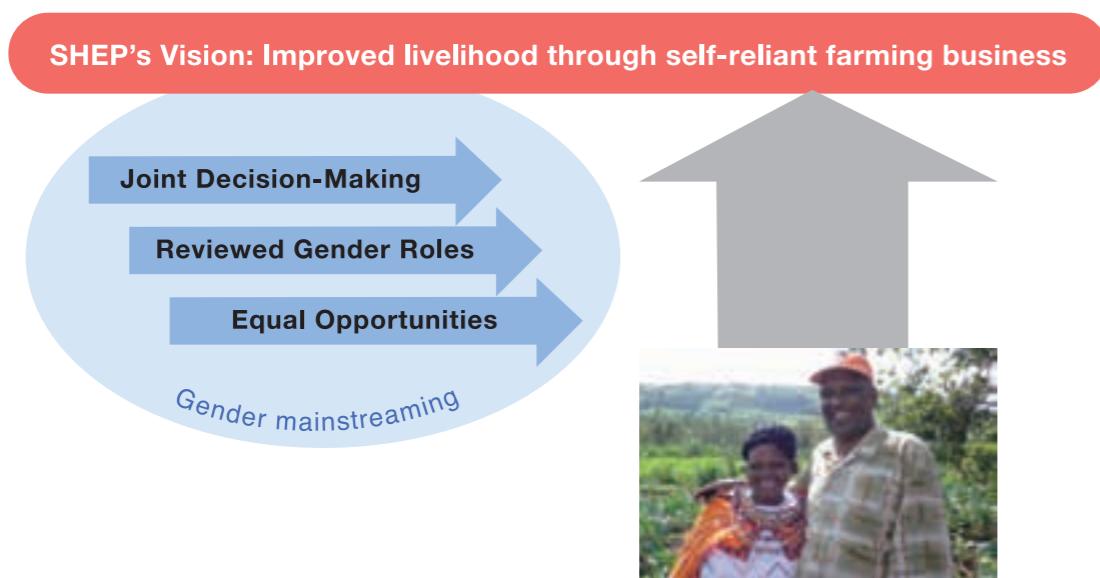 SHEP's Vision: Improved livelihood through self-reliant farming business
Joint Decision-Making
Reviewed Gender Roles
Equal Opportunities
Gender mainstreaming